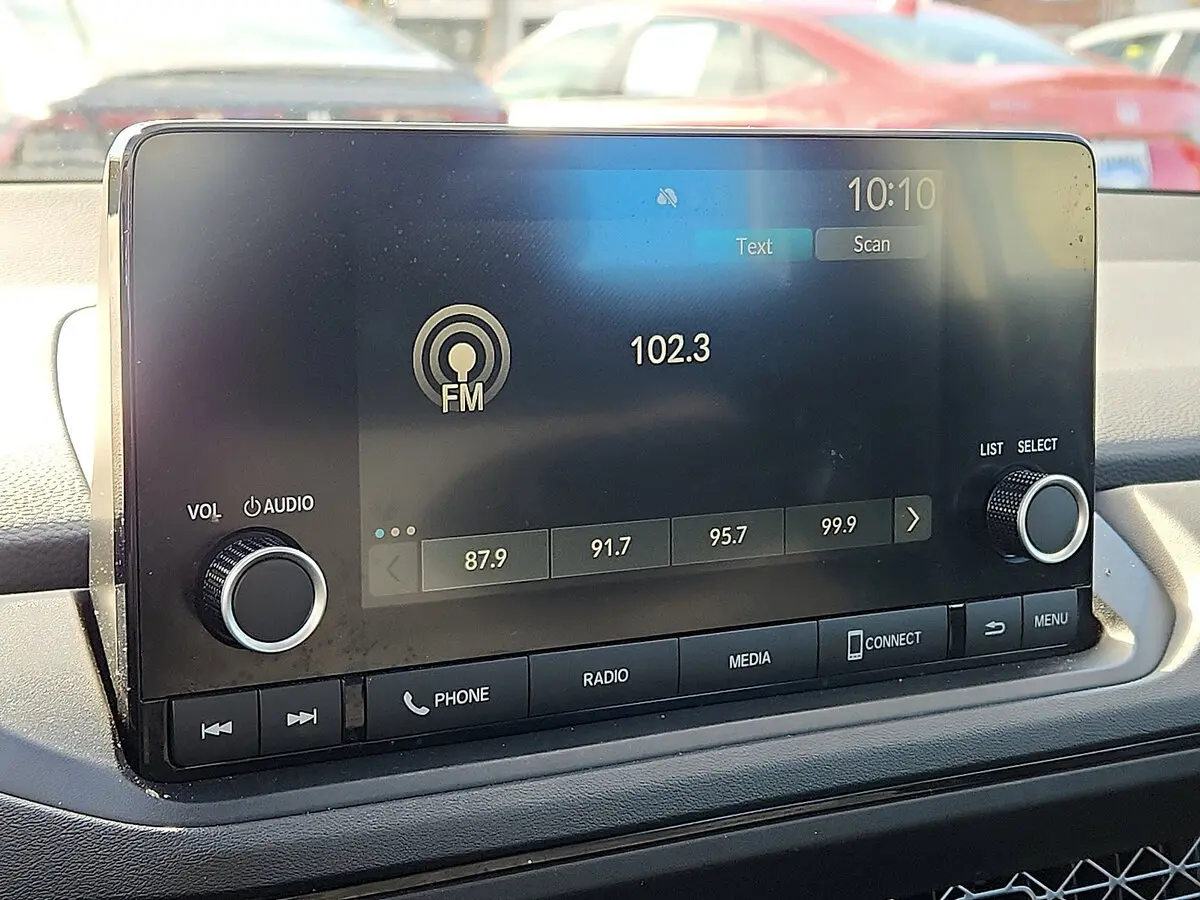 10:10
Text Scan
102.3
FM
LIST SELECT
VOL AUDIO
87.9 91.7 95.7 99.9
PHONE RADIO MEDIA CONNECT MENU